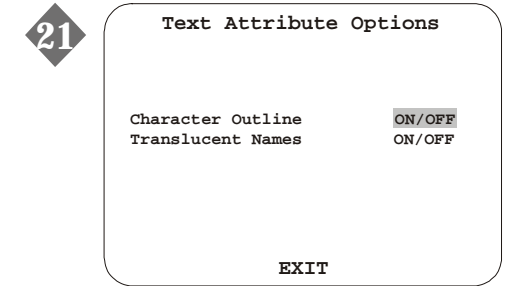 21
Text Attribute Options
Character Outline ON/OFF
Translucent Names ON/OFF
EXIT